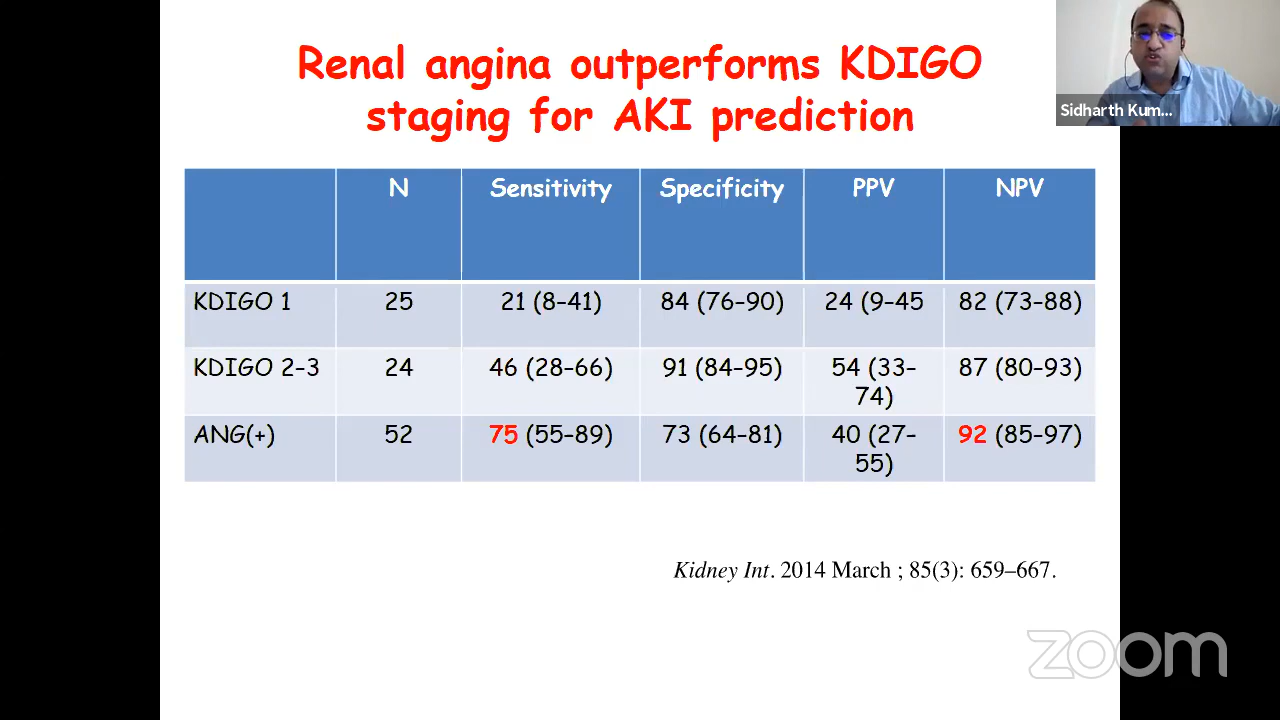 Renal angina outperforms KDIGO
staging for AKI prediction
Sidharth Kum...
N Sensitivity Specificity PPV NPV
KDIGO 1 25 21 (8–41) 84 (76–90) 24 (9–45 82 (73–88)
KDIGO 2–3 24 46 (28–66) 91 (84–95) 54 (33–
74) 87 (80–93)
ANG(+) 52 75 (55–89) 73 (64–81) 40 (27–
55) 92 (85–97)
Kidney Int. 2014 March ; 85(3): 659–667.
zoom